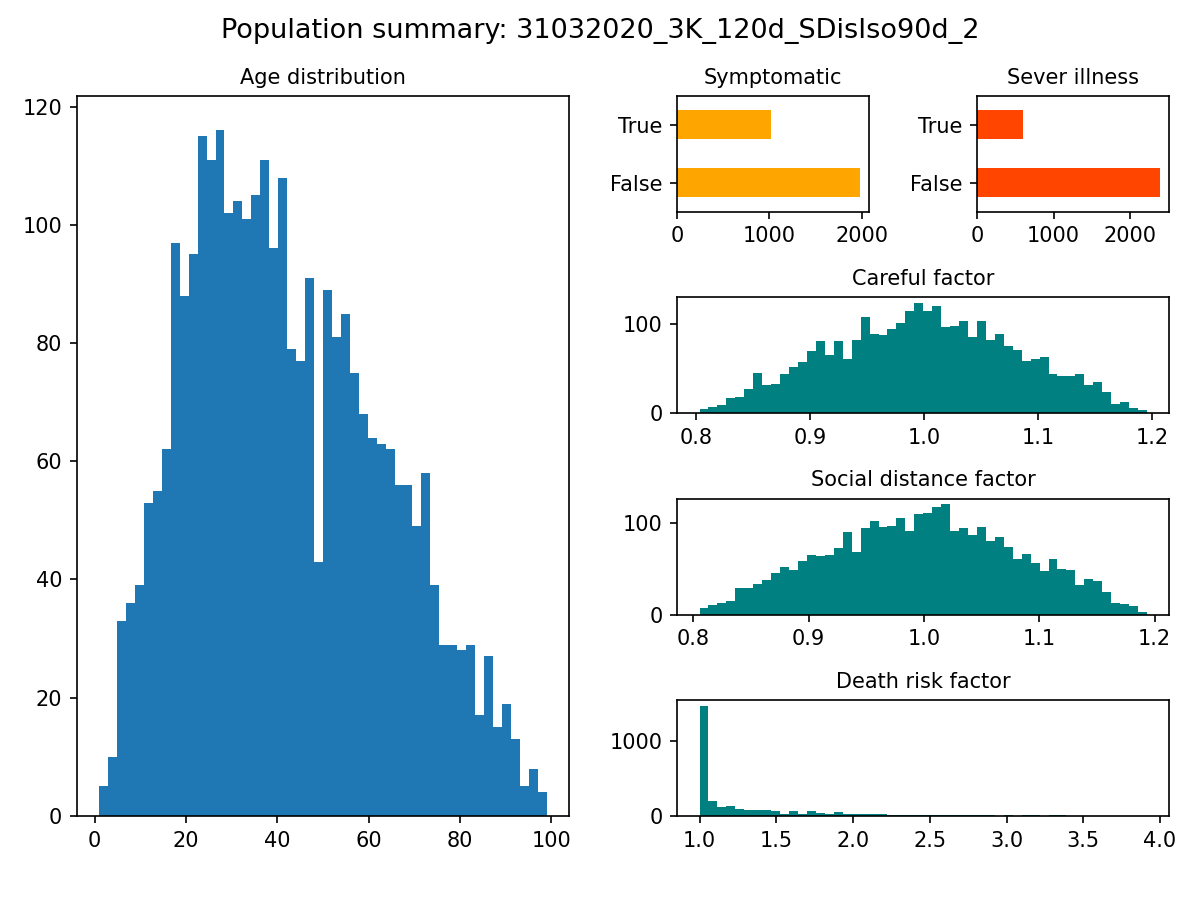 Population summary: 31032020_3K_120d_SDisIso90d_2
Age distribution
120
100
80
60
40
20
0
0 20 40 60 80 100
Symptomatic
True
False
0 1000 2000
Sever illness
True
False
0 1000 2000
Careful factor
100
0
0.8 0.9 1.0 1.1 1.2
Social distance factor
100
0
0.8 0.9 1.0 1.1 1.2
Death risk factor
1000
0
1.0 1.5 2.0 2.5 3.0 3.5 4.0